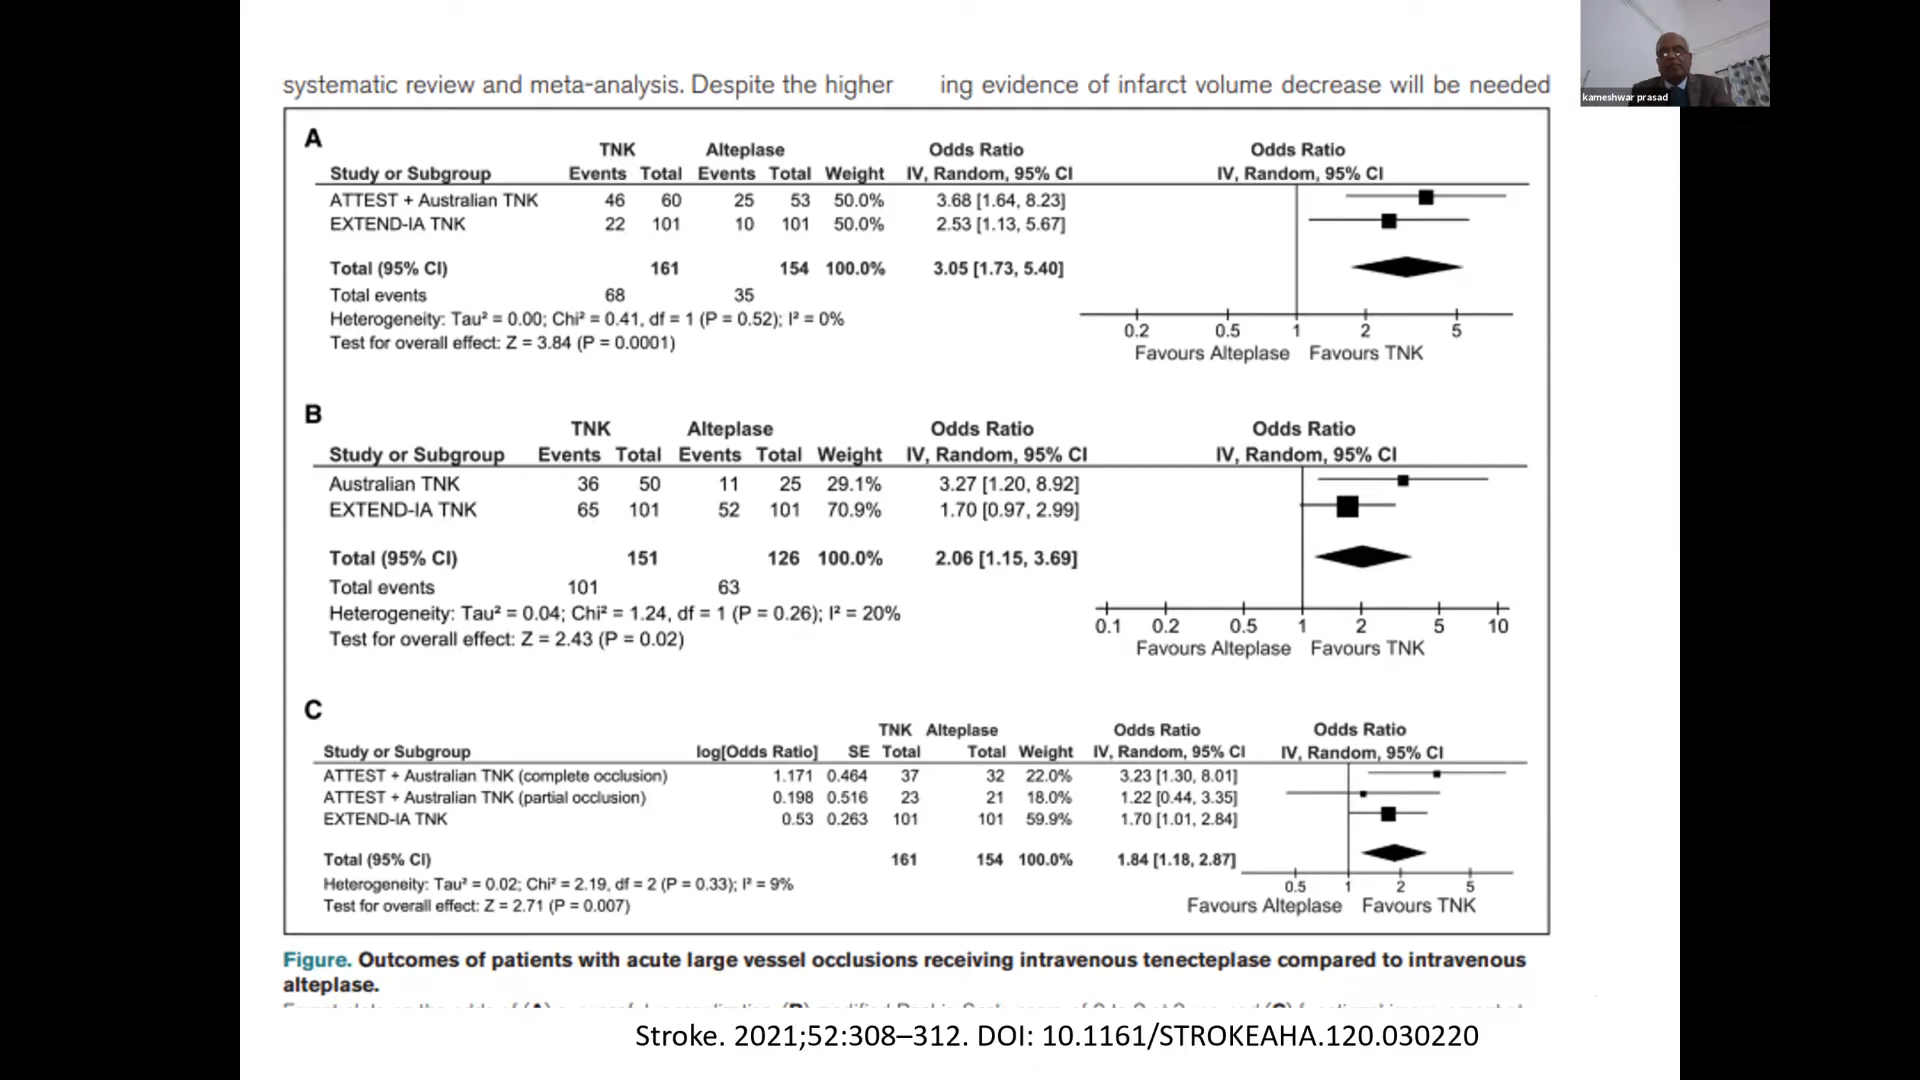 kameshwar prasad
systematic review and meta-analysis. Despite the higher
ing evidence of infarct volume decrease will be needed
A
TNK Alteplase Odds Ratio Odds Ratio
Study or Subgroup Events Total Events Total Weight IV, Random, 95% CI IV, Random, 95% CI
ATTEST + Australian TNK 46 60 25 53 50.0% 3.68 [1.64, 8.23]
EXTEND-IA TNK 22 101 10 101 50.0% 2.53 [1.13, 5.67]
Total (95% CI) 161 154 100.0% 3.05 [1.73, 5.40]
Total events 68 35
Heterogeneity: Tau² = 0.00; Chi² = 0.41, df = 1 (P = 0.52); I² = 0%
Test for overall effect: Z = 3.84 (P = 0.0001)
0.2 0.5 1 2 5
Favours Alteplase Favours TNK
B
TNK Alteplase Odds Ratio Odds Ratio
Study or Subgroup Events Total Events Total Weight IV, Random, 95% CI IV, Random, 95% CI
Australian TNK 36 50 11 25 29.1% 3.27 [1.20, 8.92]
EXTEND-IA TNK 65 101 52 101 70.9% 1.70 [0.97, 2.99]
Total (95% CI) 151 126 100.0% 2.06 [1.15, 3.69]
Total events 101 63
Heterogeneity: Tau² = 0.04; Chi² = 1.24, df = 1 (P = 0.26); I² = 20%
Test for overall effect: Z = 2.43 (P = 0.02)
0.1 0.2 0.5 1 2 5 10
Favours Alteplase Favours TNK
C
TNK Alteplase Odds Ratio Odds Ratio
Study or Subgroup log[Odds Ratio] SE Total Total Weight IV, Random, 95% CI IV, Random, 95% CI
ATTEST + Australian TNK (complete occlusion) 1.171 0.464 37 32 22.0% 3.23 [1.30, 8.01]
ATTEST + Australian TNK (partial occlusion) 0.198 0.516 23 21 18.0% 1.22 [0.44, 3.35]
EXTEND-IA TNK 0.53 0.263 101 101 59.9% 1.70 [1.01, 2.84]
Total (95% CI) 161 154 100.0% 1.84 [1.18, 2.87]
Heterogeneity: Tau² = 0.02; Chi² = 2.19, df = 2 (P = 0.33); I² = 9%
Test for overall effect: Z = 2.71 (P = 0.007)
0.5 1 2 5
Favours Alteplase Favours TNK
Figure. Outcomes of patients with acute large vessel occlusions receiving intravenous tenecteplase compared to intravenous
alteplase.
Stroke. 2021;52:308–312. DOI: 10.1161/STROKEAHA.120.030220